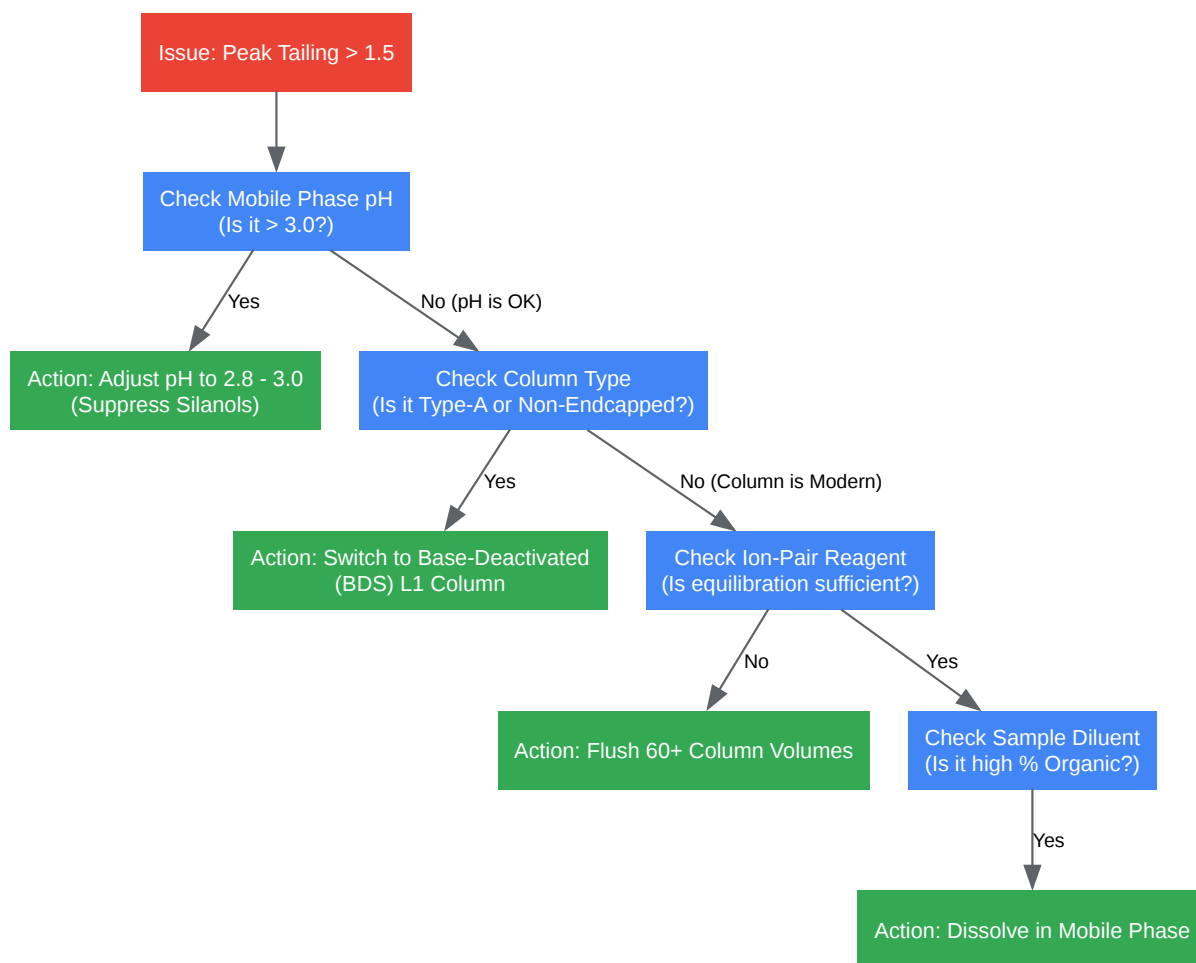 Issue: Peak Tailing > 1.5
Check Mobile Phase pH
(Is it > 3.0?)
Yes
No (pH is OK)
Action: Adjust pH to 2.8 - 3.0
(Suppress Silanols)
Check Column Type
(Is it Type-A or Non-Endcapped?)
Yes
No (Column is Modern)
Action: Switch to Base-Deactivated
(BDS) L1 Column
Check Ion-Pair Reagent
(Is equilibration sufficient?)
No
Yes
Action: Flush 60+ Column Volumes
Check Sample Diluent
(Is it high % Organic?)
Yes
Action: Dissolve in Mobile Phase